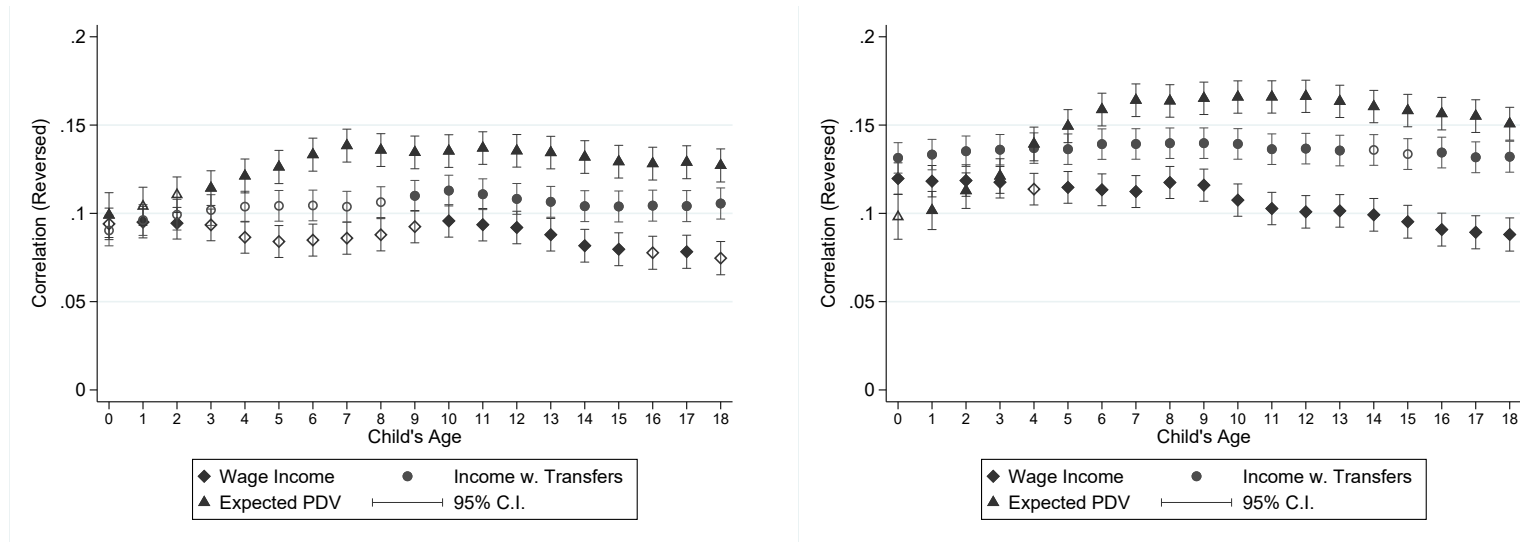 .2
.15
.1
.05
0
Correlation (Reversed)
0 1 2 3 4 5 6 7 8 9 10 11 12 13 14 15 16 17 18
Child's Age
Wage Income Income w. Transfers
Expected PDV 95% C.I.
.2
.15
.1
.05
0
Correlation (Reversed)
0 1 2 3 4 5 6 7 8 9 10 11 12 13 14 15 16 17 18
Child's Age
Wage Income Income w. Transfers
Expected PDV 95% C.I.